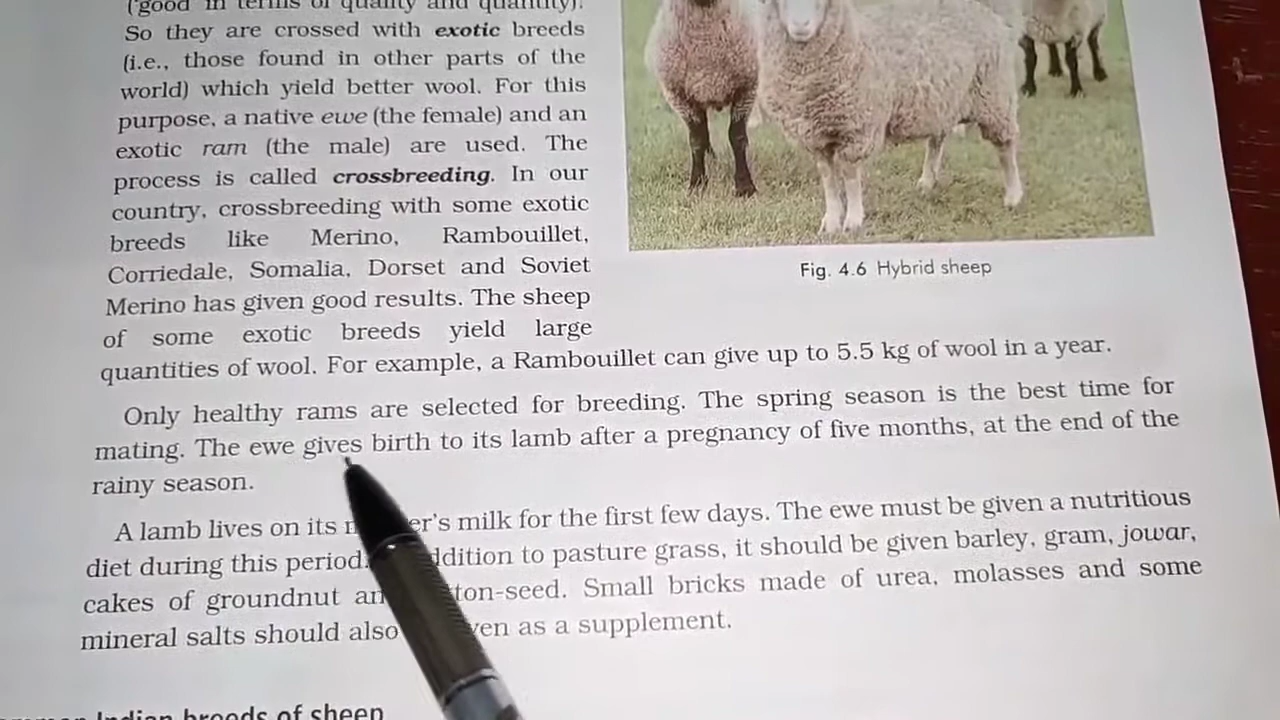 ('good' in terms of quality and quantity).
So they are crossed with exotic breeds
(i.e., those found in other parts of the
world) which yield better wool. For this
purpose, a native ewe (the female) and an
exotic ram (the male) are used. The
process is called crossbreeding. In our
country, crossbreeding with some exotic
breeds like Merino, Rambouillet,
Corriedale, Somalia, Dorset and Soviet
Merino has given good results. The sheep
of some exotic breeds yield large
quantities of wool. For example, a Rambouillet can give up to 5.5 kg of wool in a year.
Fig. 4.6 Hybrid sheep
Only healthy rams are selected for breeding. The spring season is the best time for
mating. The ewe gives birth to its lamb after a pregnancy of five months, at the end of the
rainy season.
A lamb lives on its milk for the first few days. The ewe must be given a nutritious
diet during this period. to pasture grass, it should be given barley, gram, jowar,
cakes of groundnut Small bricks made of urea, molasses and some
mineral salts should also as a supplement.
Indian breeds of sheep